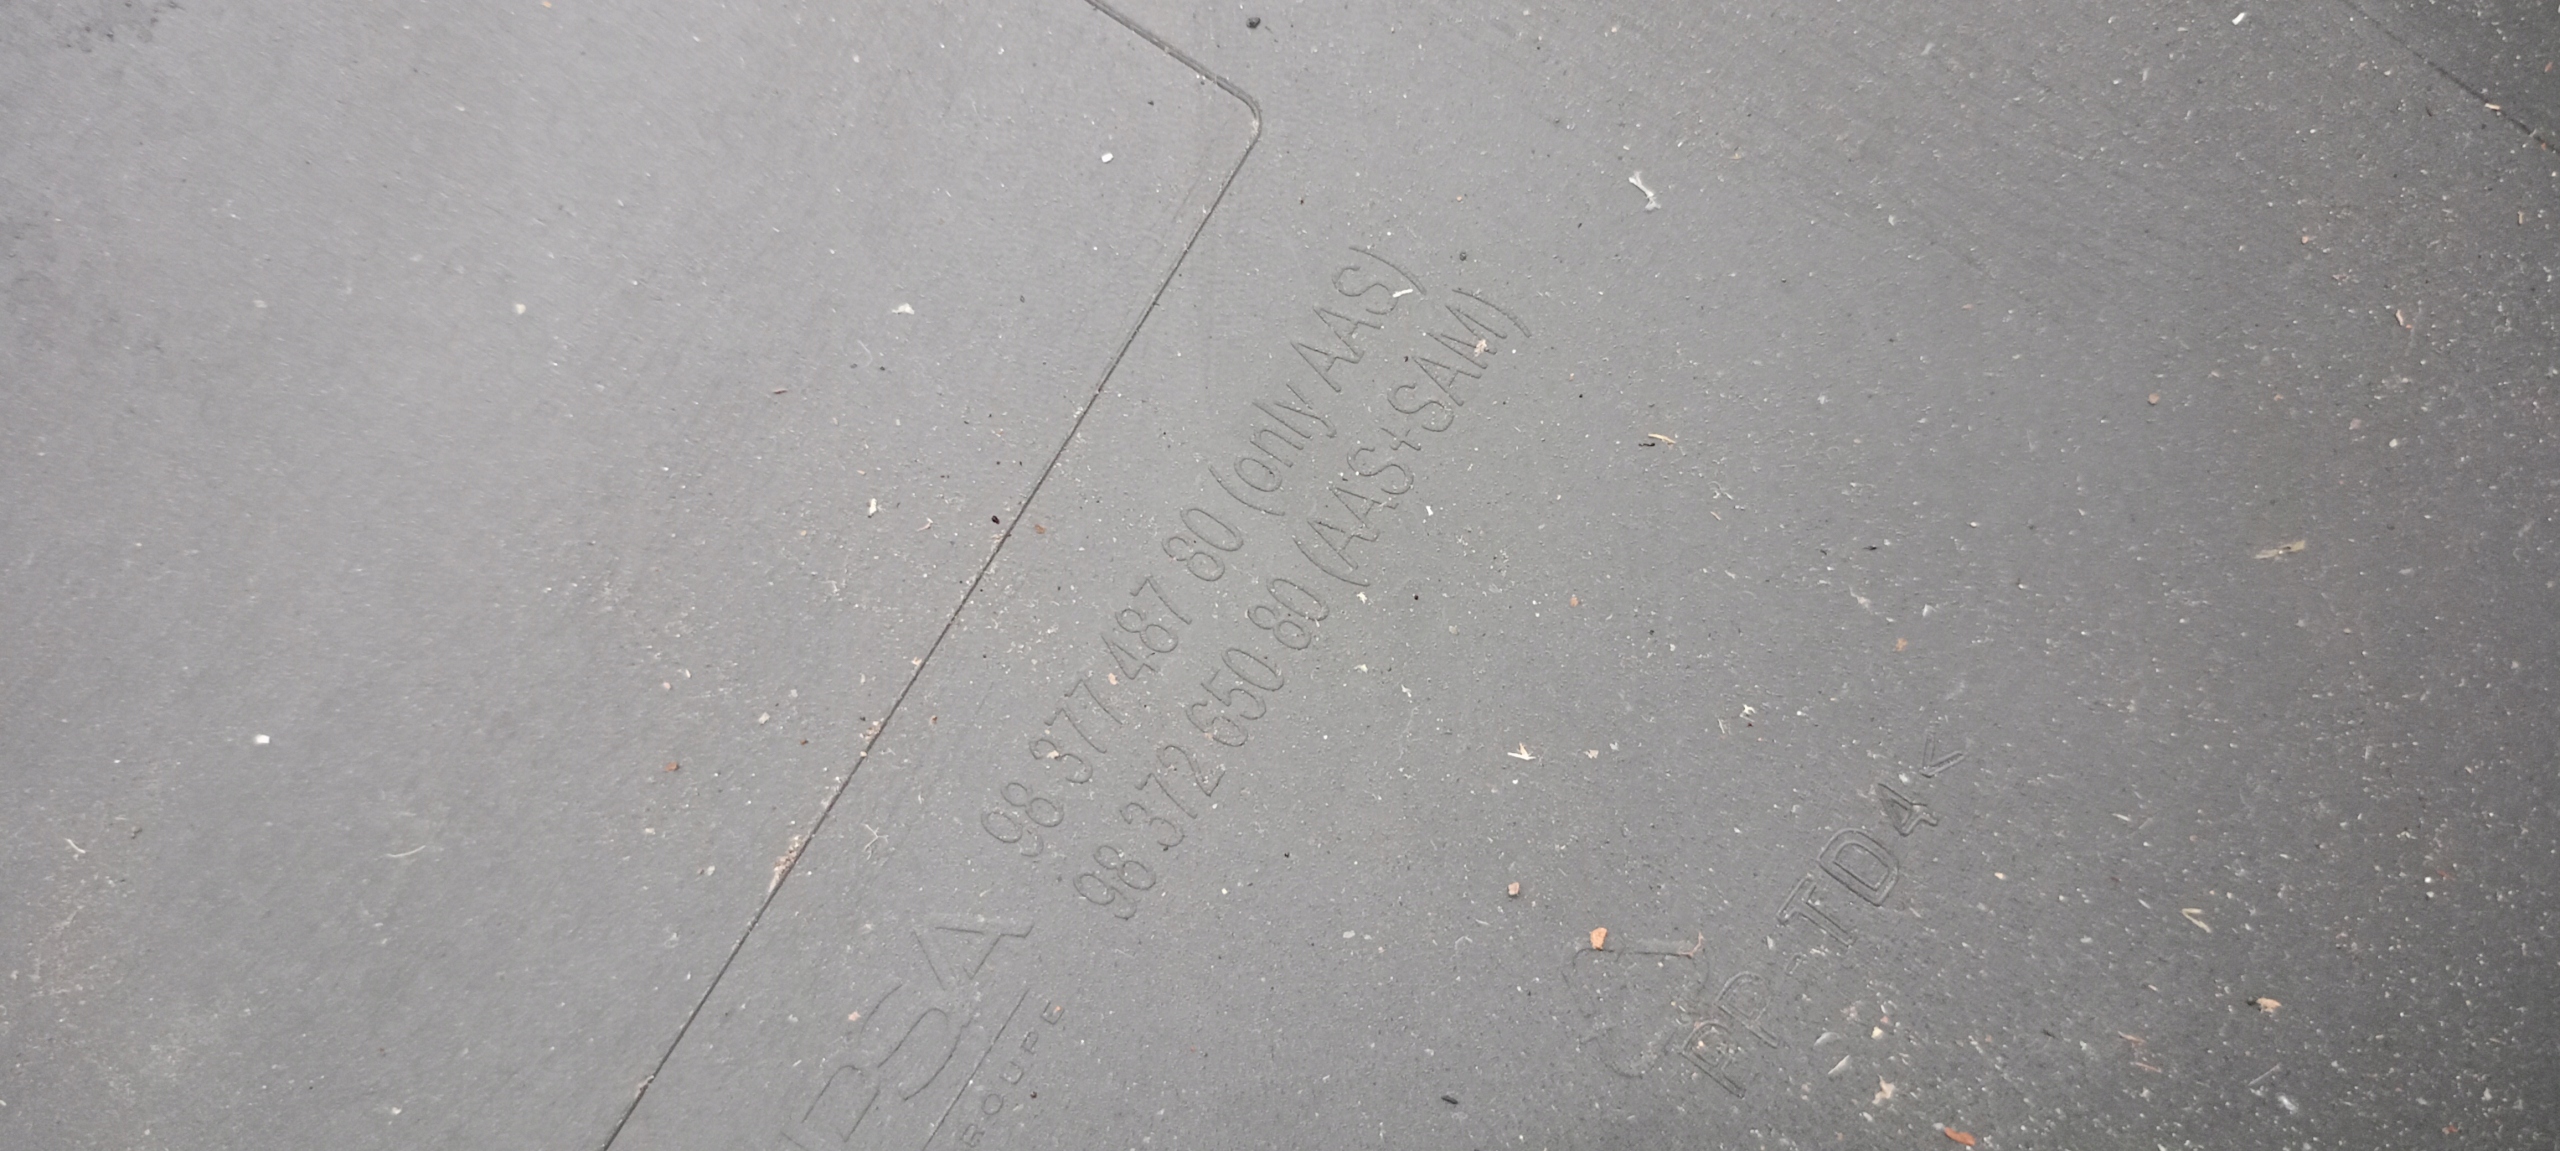 98 377 487 80 (only AAS)
98 372 650 80 (AAS+SAM)
PSA
GROUPE
PP-TD4<